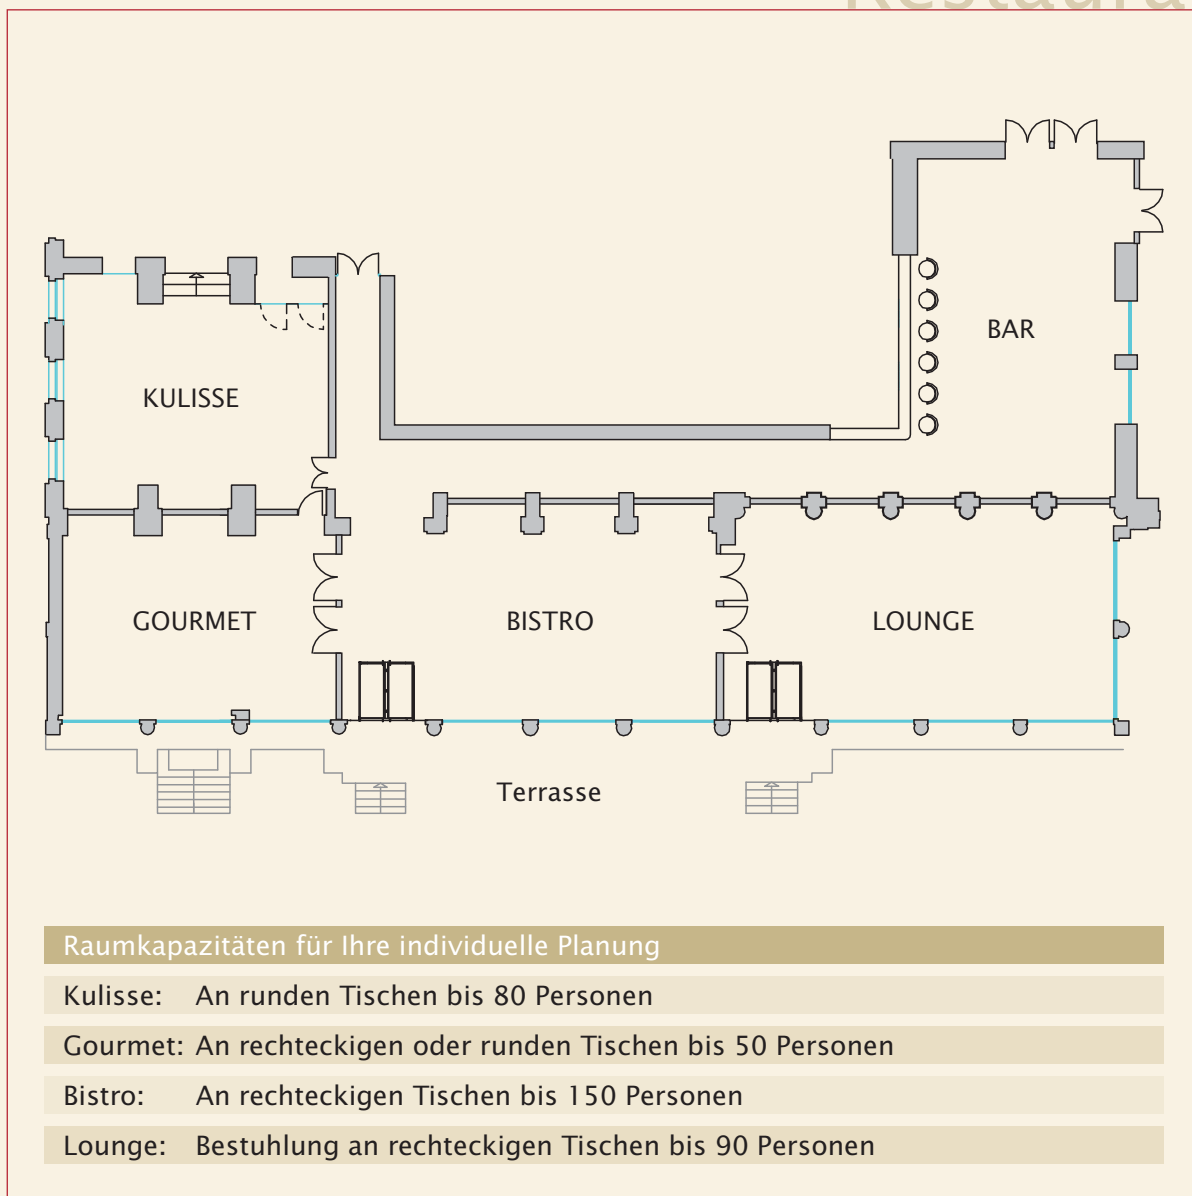 KULISSE
BAR
GOURMET
BISTRO
LOUNGE
Terrasse
Raumkapazitäten für Ihre individuelle Planung
Kulisse: An runden Tischen bis 80 Personen
Gourmet: An rechteckigen oder runden Tischen bis 50 Personen
Bistro: An rechteckigen Tischen bis 150 Personen
Lounge: Bestuhlung an rechteckigen Tischen bis 90 Personen